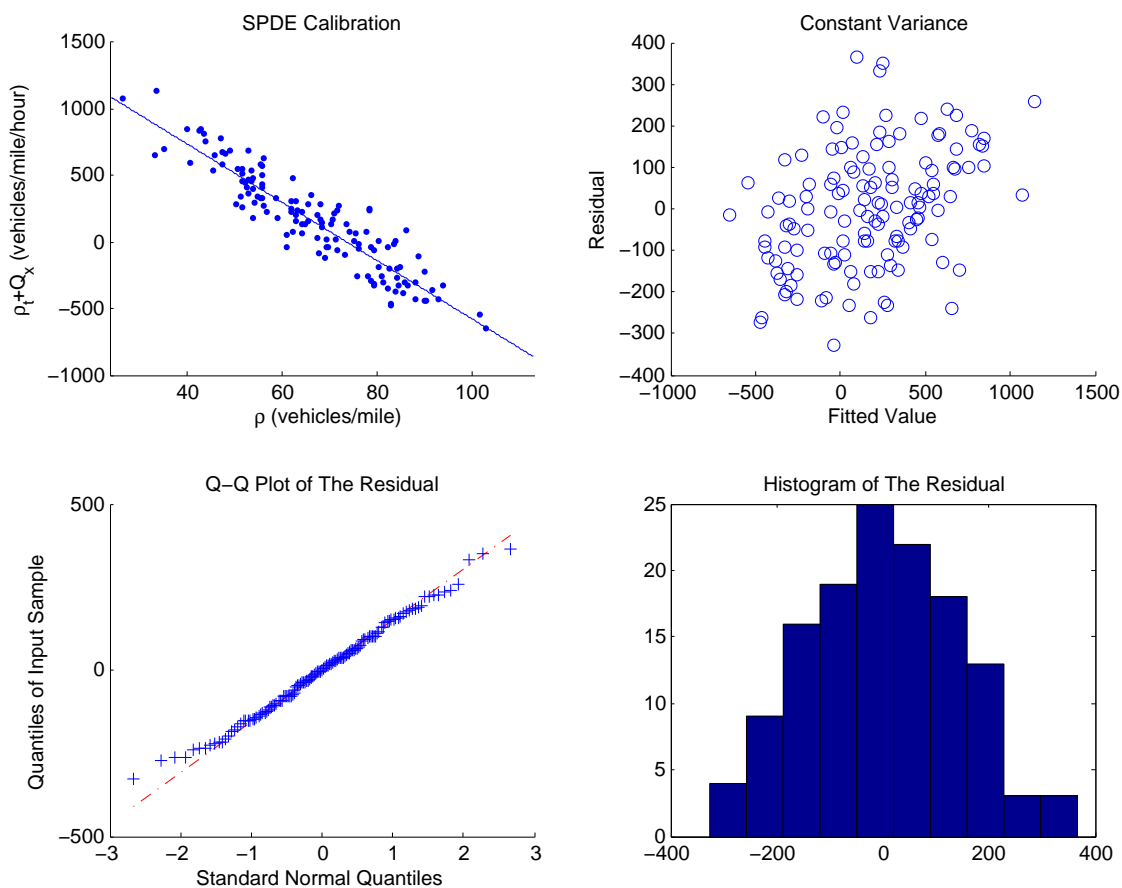 SPDE Calibration
1500
1000
500
0
−500
−1000
40 60 80 100
ρ (vehicles/mile)
ρt+Qx (vehicles/mile/hour)
Constant Variance
400
300
200
100
0
−100
−200
−300
−400
−1000 −500 0 500 1000 1500
Fitted Value
Residual
Q−Q Plot of The Residual
500
0
−500
−3 −2 −1 0 1 2 3
Standard Normal Quantiles
Quantiles of Input Sample
Histogram of The Residual
25
20
15
10
5
0
−400 −200 0 200 400